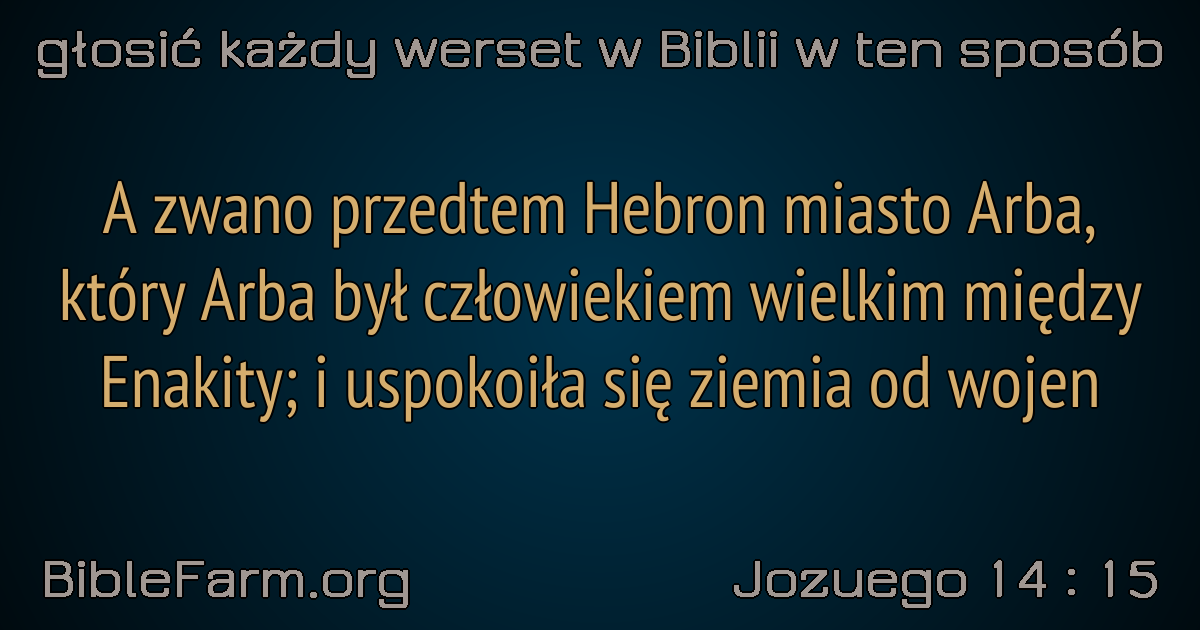 głosić każdy werset w Biblii w ten sposób
A zwano przedtem Hebron miasto Arba,
który Arba był człowiekiem wielkim między
Enakity; i uspokoiła się ziemia od wojen
BibleFarm.org
Jozuego 14 : 15